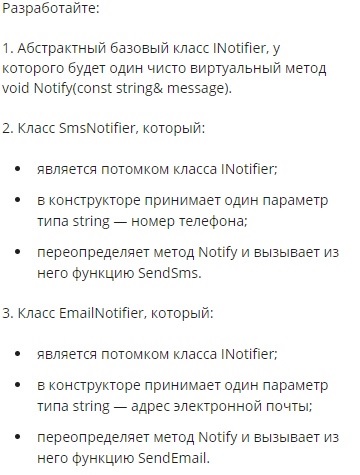 Разработайте:
1. Абстрактный базовый класс INotifier, у
которого будет один чисто виртуальный метод
void Notify(const string& message).
2. Класс SmsNotifier, который:
• является потомком класса INotifier;
• в конструкторе принимает один параметр
типа string — номер телефона;
• переопределяет метод Notify и вызывает из
него функцию SendSms.
3. Класс EmailNotifier, который:
• является потомком класса INotifier;
• в конструкторе принимает один параметр
типа string — адрес электронной почты;
• переопределяет метод Notify и вызывает из
него функцию SendEmail.